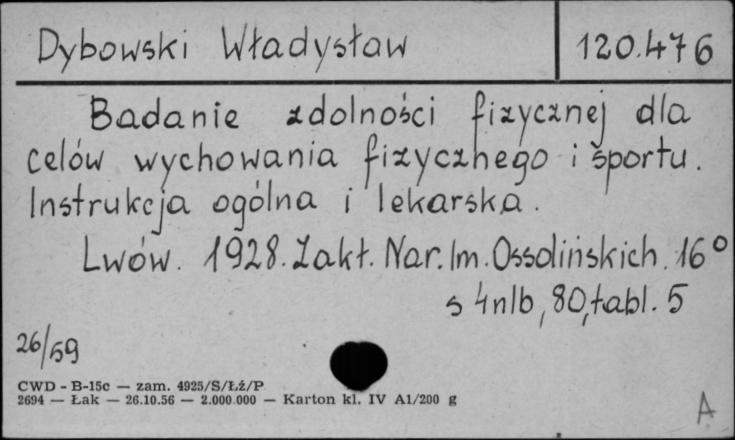 Dybowski Władysław 120.476
Badanie zdolności fizycznej dla
celów wychowania fizycznego i sportu.
Instrukcja ogólna i lekarska.
Lwów. 1928. Zakł. Nar. Im. Ossolińskich. 16°
s 4nlb, 80, tabl. 5
26/59
CWD - B-15c — zam. 4925/S/Łż/P
2694 — Łak — 26.10.56 — 2.000.000 — Karton kl. IV A1/200 g
A